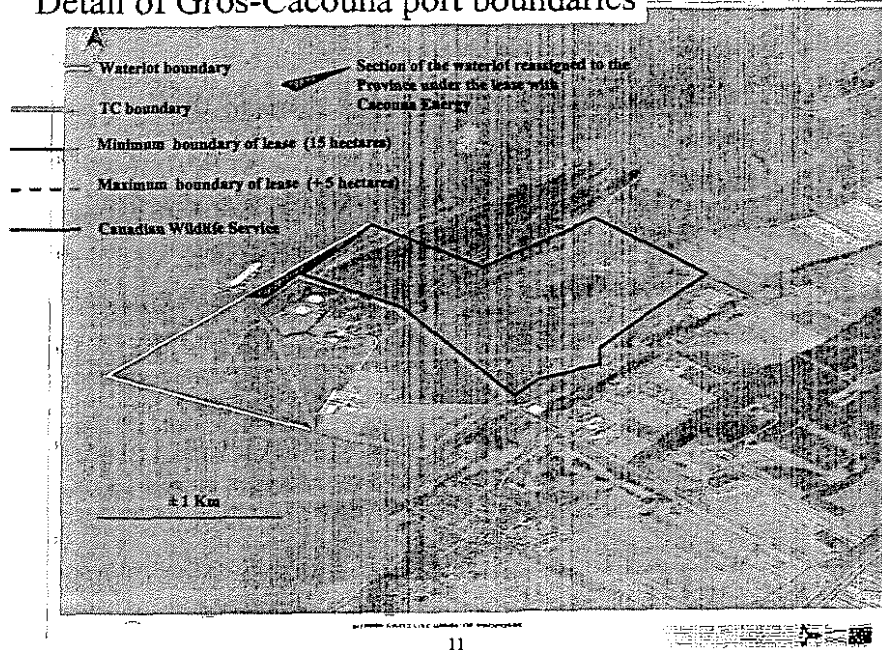 Detail of Gros-Cacouna port boundaries
Waterlot boundary
Section of the waterlot reassigned to the
Province under the lease with
Cacouna Energy
TC boundary
Minimum boundary of lease (15 hectares)
Maximum boundary of lease (+5 hectares)
Canadian Wildlife Service
± 1 Km
11